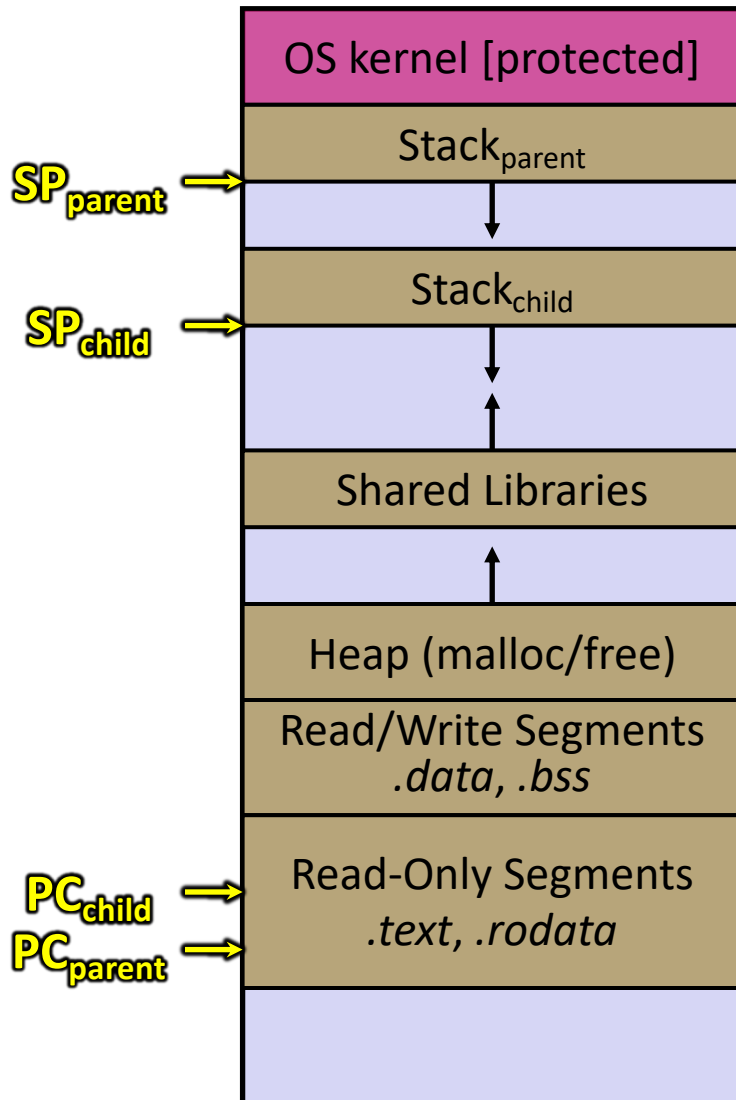 OS kernel [protected]
Stack_parent
SP_parent
Stack_child
SP_child
Shared Libraries
Heap (malloc/free)
Read/Write Segments
.data, .bss
Read-Only Segments
.text, .rodata
PC_child
PC_parent